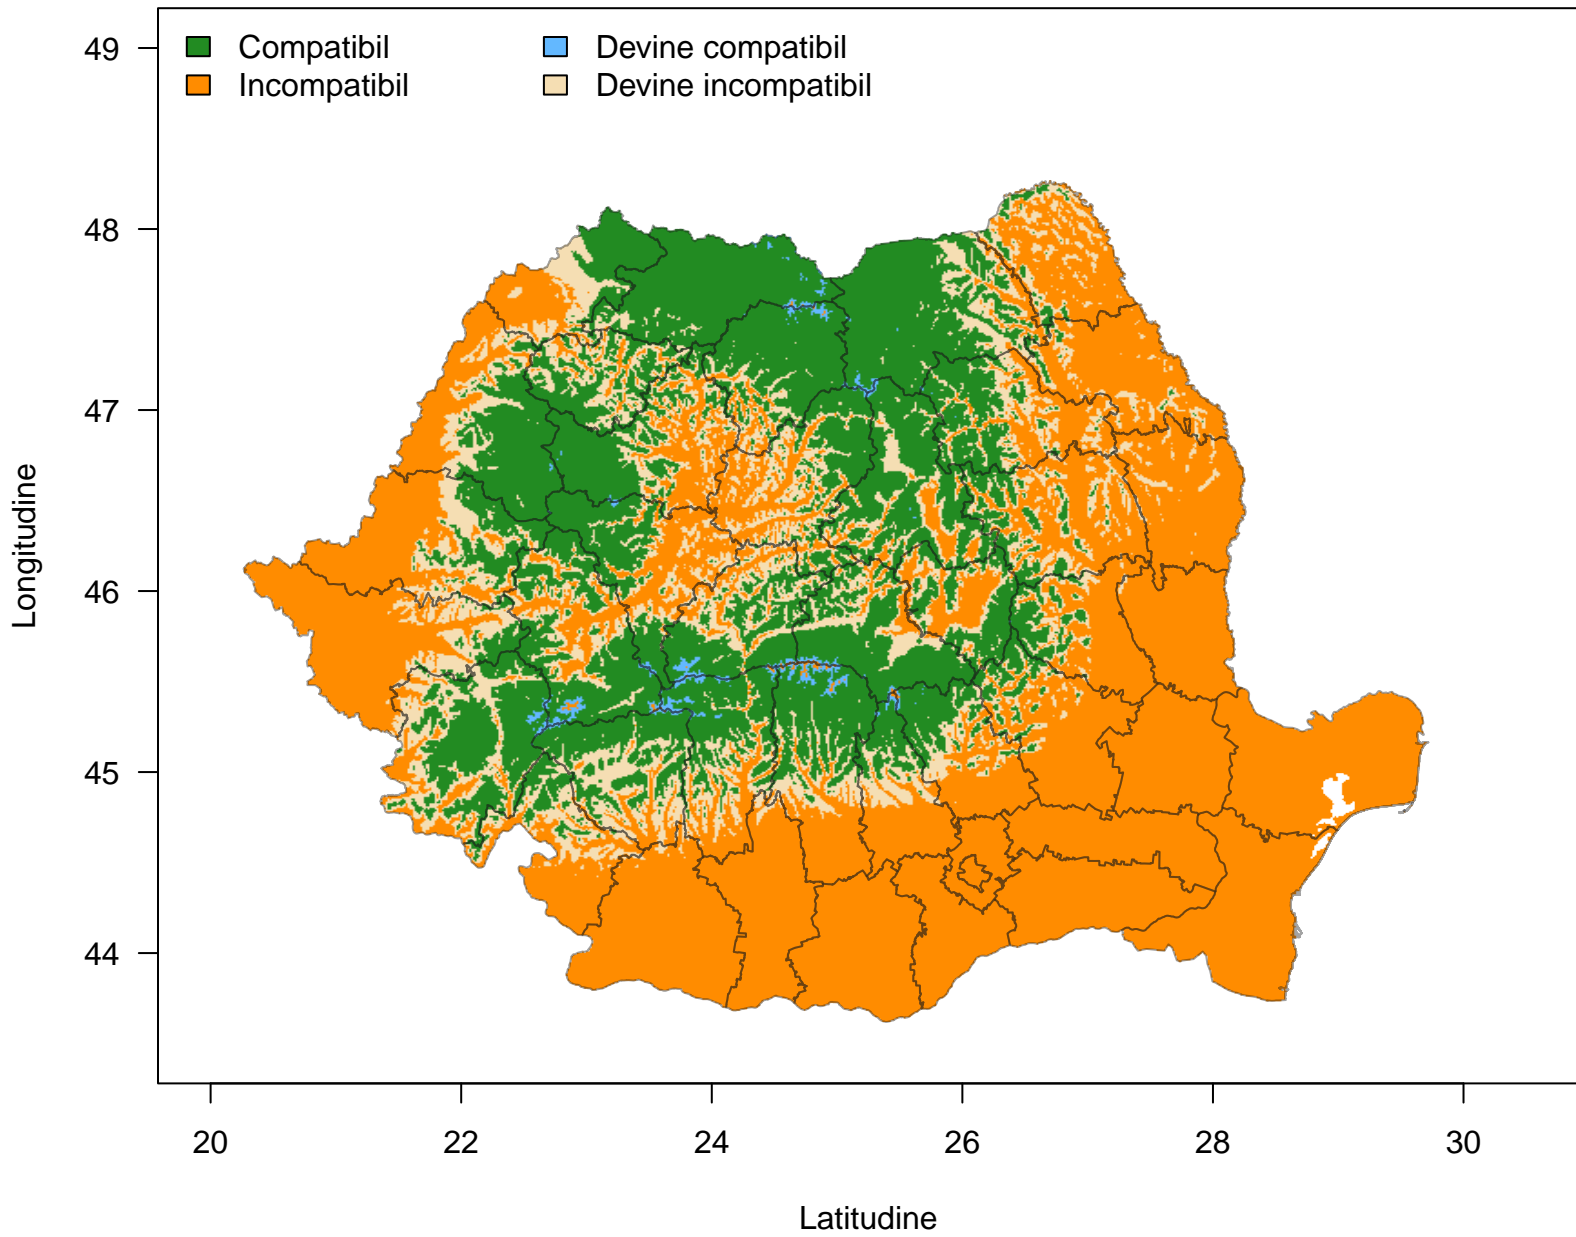 Compatibil
Devine compatibil
Incompatibil
Devine incompatibil
49
48
47
46
45
44
Longitudine
20 22 24 26 28 30
Latitudine